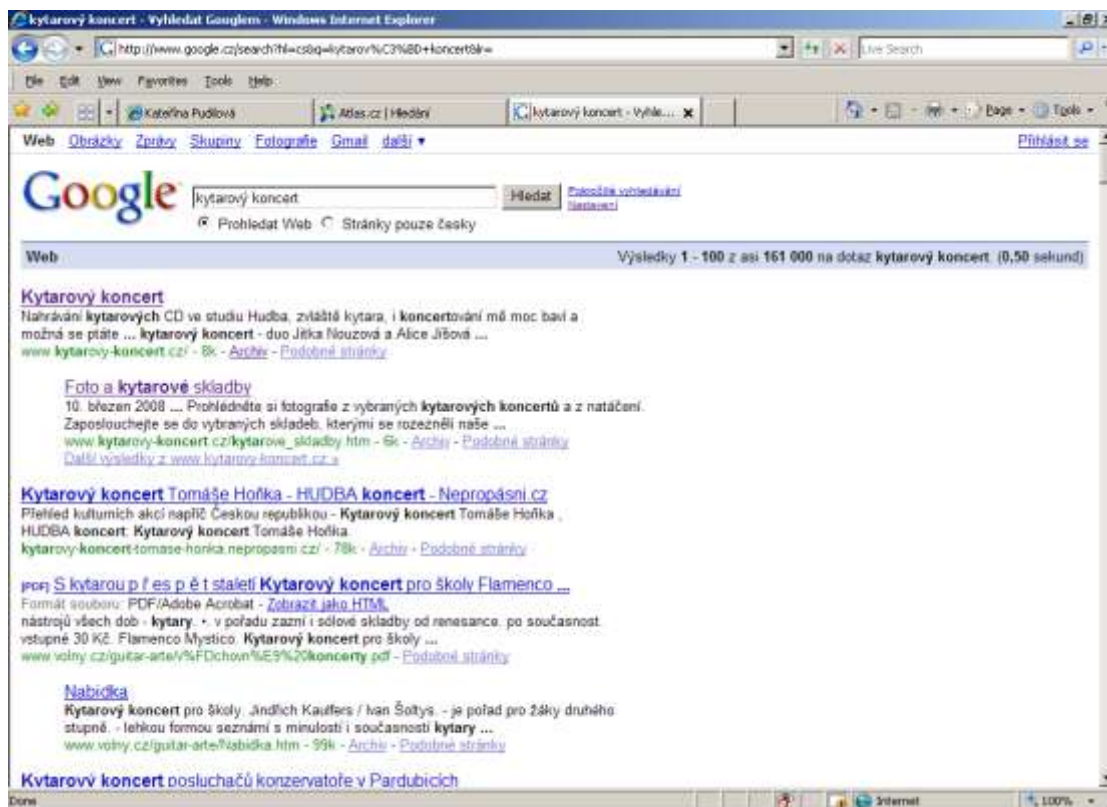 kytarový koncert - Vyhledat Googlem - Windows Internet Explorer
http://www.google.cz/search?hl=cs&q=kytarov%C3%BD+koncert&lr=
Live Search
File Edit View Favorites Tools Help
Kateřina Pudilová
Atlas.cz | Hledání
kytarový koncert - Vyhle...
Page Tools
Web Obrázky Zprávy Skupiny Fotografie Gmail další ▼
Přihlásit se
Google
kytarový koncert
Hledat
Pokročilé vyhledávání
Nastavení
Prohledat Web Stránky pouze česky
Web
Výsledky 1 - 100 z asi 161 000 na dotaz kytarový koncert. (0,50 sekund)
Kytarový koncert
Nahrávání kytarových CD ve studiu Hudba, zvláště kytara, i koncertování mě moc baví a
možná se ptáte ... kytarový koncert - duo Jitka Nouzová a Alice Jíšová ...
www.kytarovy-koncert.cz/ - 8k - Archiv - Podobné stránky
Foto a kytarové skladby
10. březen 2008 ... Prohlédněte si fotografie z vybraných kytarových koncertů a z natáčení.
Zaposlouchejte se do vybraných skladeb, kterými se rozezněli naše ...
www.kytarovy-koncert.cz/kytarove_skladby.htm - 6k - Archiv - Podobné stránky
Další výsledky z www.kytarovy-koncert.cz »
Kytarový koncert Tomáše Hoňka - HUDBA koncert - Nepropásni.cz
Přehled kulturních akcí napříč Českou republikou - Kytarový koncert Tomáše Hoňka ,
HUDBA koncert: Kytarový koncert Tomáše Hoňka.
kytarovy-koncert-tomase-honka.nepropasni.cz/ - 78k - Archiv - Podobné stránky
[PDF] S kytarou p ř es p ě t staletí Kytarový koncert pro školy Flamenco ...
Formát souboru: PDF/Adobe Acrobat - Zobrazit jako HTML
nástrojů všech dob - kytary. •. v pořadu zazní i sólové skladby od renesance. po současnost.
vstupné 30 Kč. Flamenco Mystico. Kytarový koncert pro školy ...
www.volny.cz/guitar-arte/v%FDchovn%E9%20koncerty.pdf - Podobné stránky
Nabídka
Kytarový koncert pro školy. Jindřich Kauffers / Ivan Šoltys. - je pořad pro žáky druhého
stupně. - lehkou formou seznámí s minulostí i současností kytary ...
www.volny.cz/guitar-arte/Nabidka.htm - 99k - Archiv - Podobné stránky
Kytarový koncert posluchačů konzervatoře v Pardubicích
Done
Internet
100%